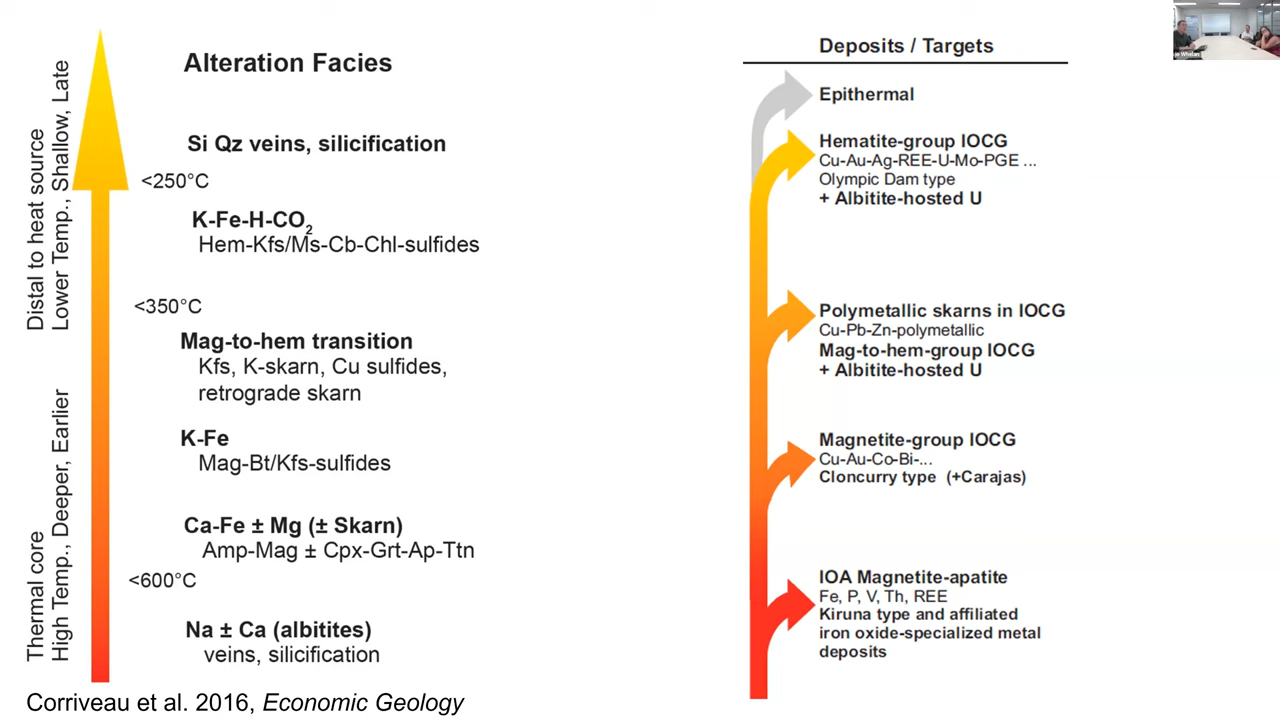 Distal to heat source
Lower Temp., Shallow, Late
Thermal core
High Temp., Deeper, Earlier
Alteration Facies
Si Qz veins, silicification
<250°C
K-Fe-H-CO₂
Hem-Kfs/Ms-Cb-Chl-sulfides
<350°C
Mag-to-hem transition
Kfs, K-skarn, Cu sulfides,
retrograde skarn
K-Fe
Mag-Bt/Kfs-sulfides
Ca-Fe ± Mg (± Skarn)
Amp-Mag ± Cpx-Grt-Ap-Ttn
<600°C
Na ± Ca (albitites)
veins, silicification
Corriveau et al. 2016, Economic Geology
Deposits / Targets
Epithermal
Hematite-group IOCG
Cu-Au-Ag-REE-U-Mo-PGE ...
Olympic Dam type
+ Albitite-hosted U
Polymetallic skarns in IOCG
Cu-Pb-Zn-polymetallic
Mag-to-hem-group IOCG
+ Albitite-hosted U
Magnetite-group IOCG
Cu-Au-Co-Bi-...
Cloncurry type (+Carajas)
IOA Magnetite-apatite
Fe, P, V, Th, REE
Kiruna type and affiliated
iron oxide-specialized metal
deposits
Whelan